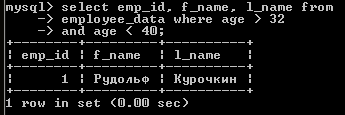 mysql> select emp_id, f_name, l_name from
    -> employee_data where age > 32
    -> and age < 40;
+--------+---------+----------+
| emp_id | f_name  | l_name   |
+--------+---------+----------+
|      1 | Рудольф | Курочкин |
+--------+---------+----------+
1 row in set (0.00 sec)